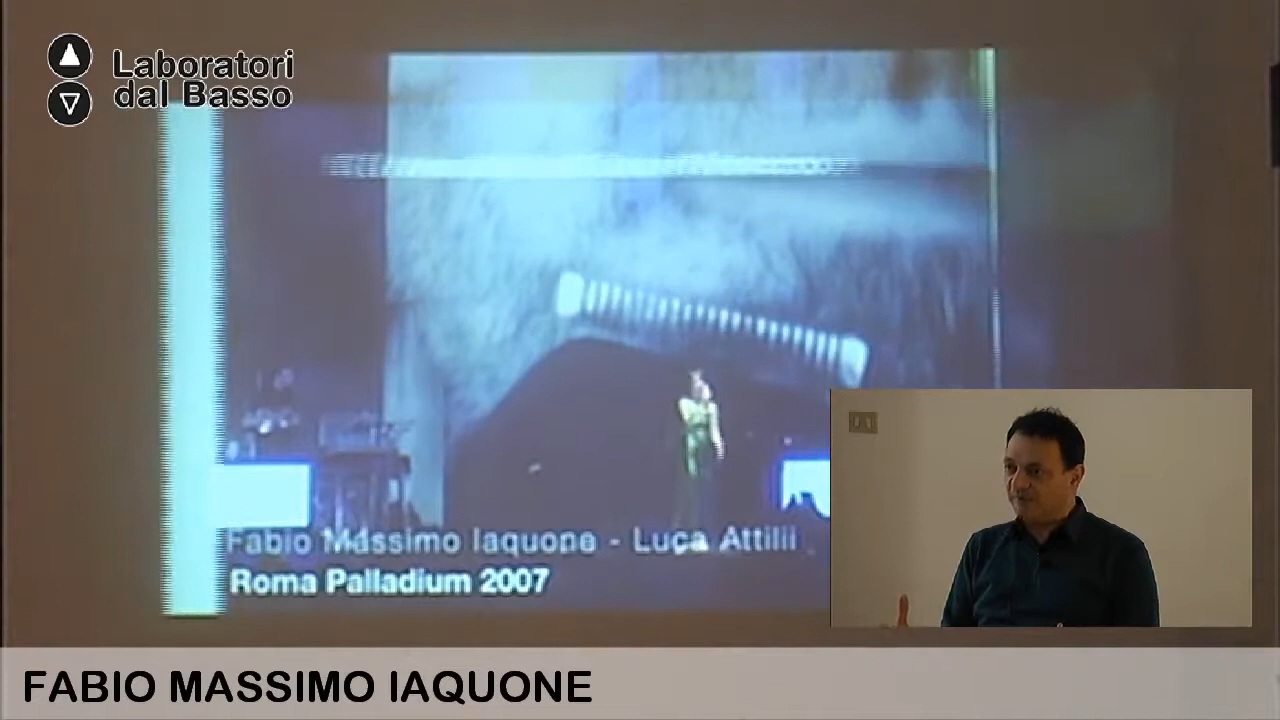 Laboratori
dal Basso
Fabio Massimo Iaquone - Luca Attilii
Roma Palladium 2007
FABIO MASSIMO IAQUONE